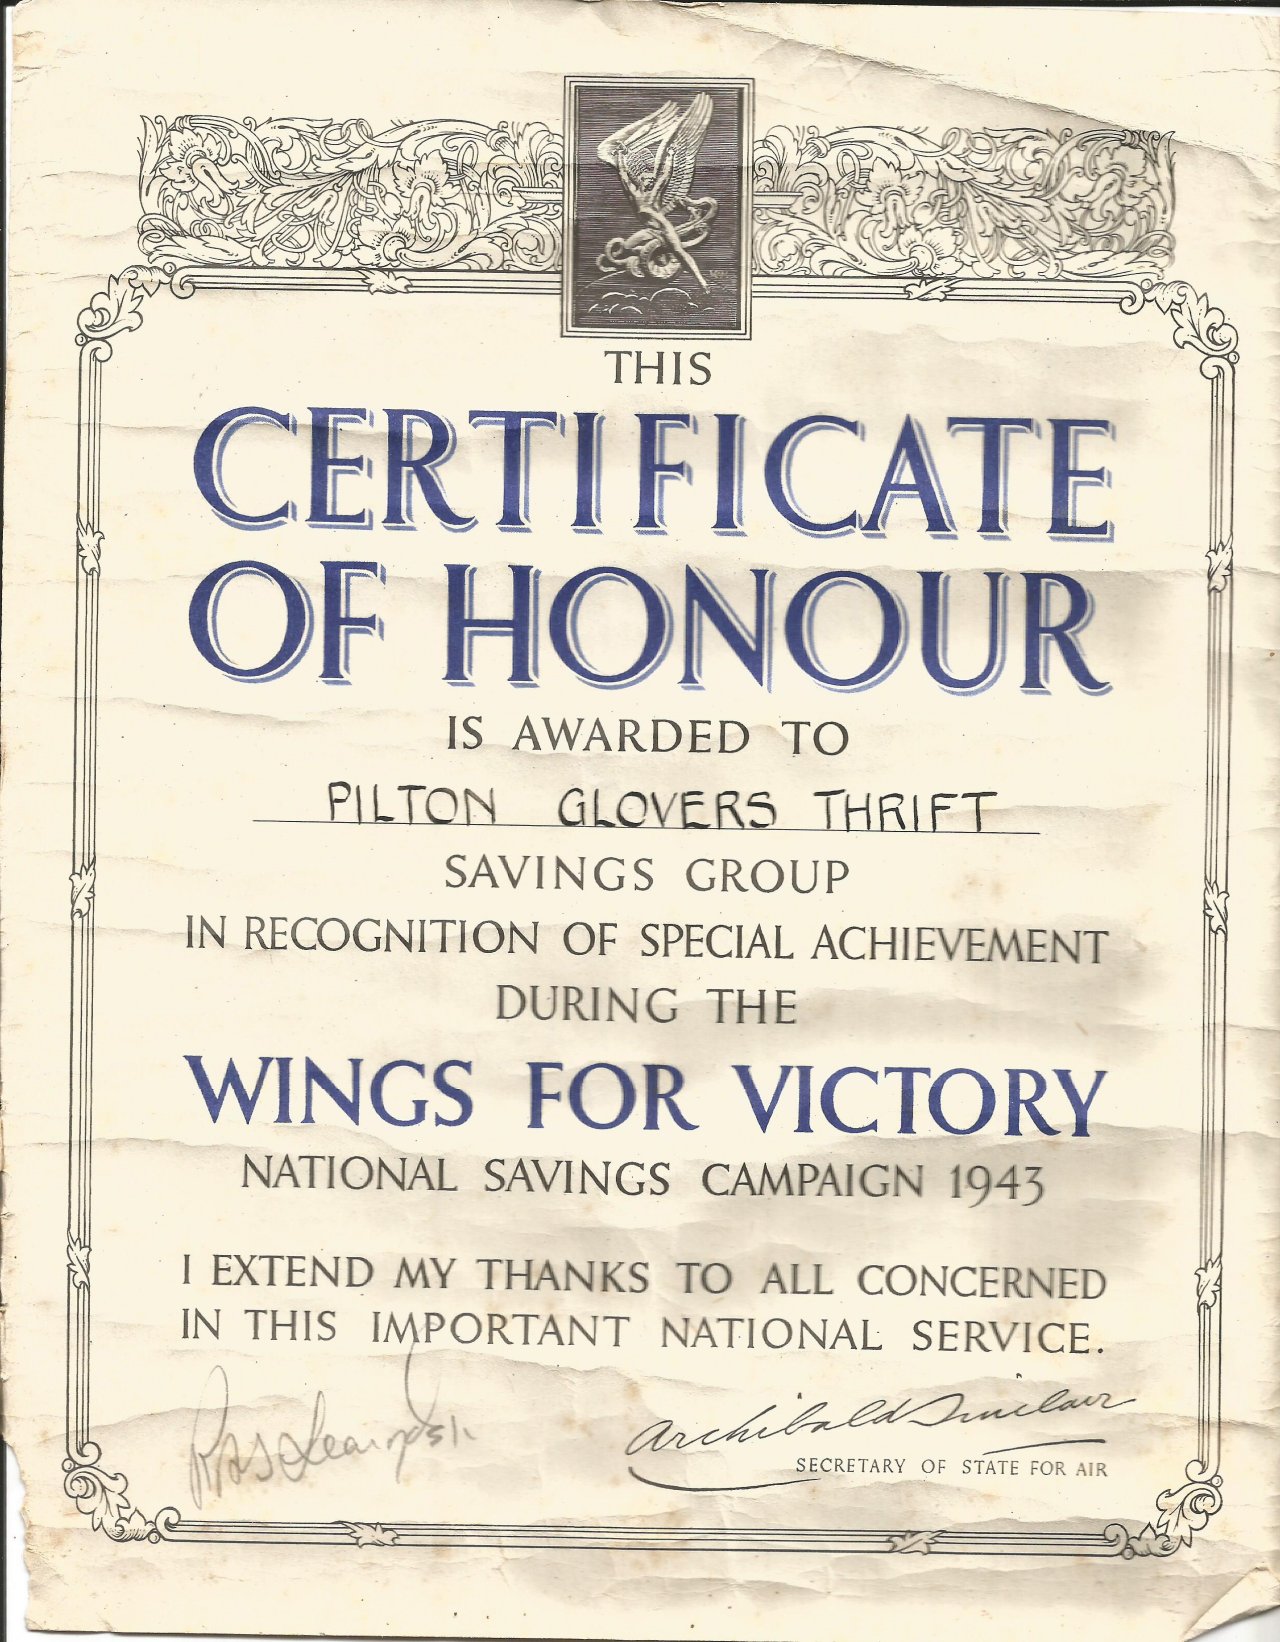 THIS
CERTIFICATE
OF HONOUR
IS AWARDED TO
PILTON GLOVERS THRIFT
SAVINGS GROUP
IN RECOGNITION OF SPECIAL ACHIEVEMENT
DURING THE
WINGS FOR VICTORY
NATIONAL SAVINGS CAMPAIGN 1943
I EXTEND MY THANKS TO ALL CONCERNED
IN THIS IMPORTANT NATIONAL SERVICE.
Archibald Sinclair
SECRETARY OF STATE FOR AIR